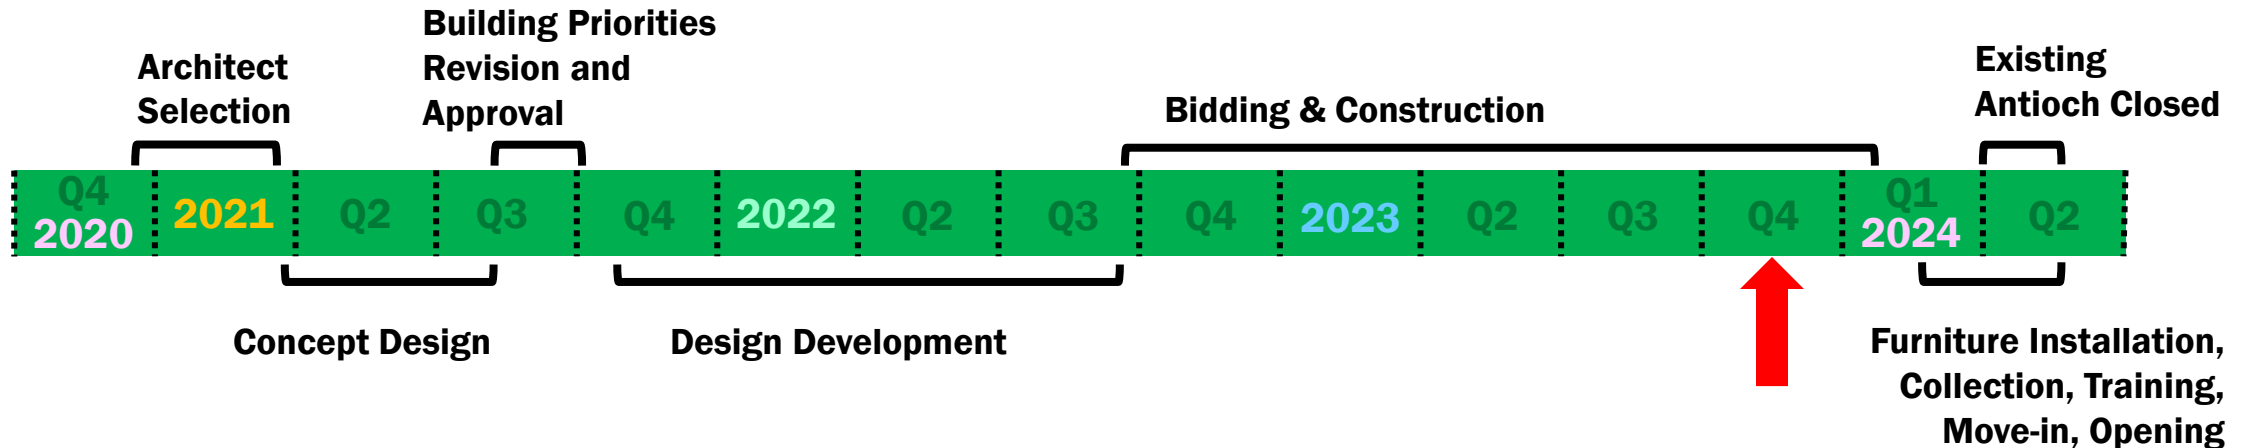 Building Priorities
Revision and
Approval
Architect
Selection
Bidding & Construction
Existing
Antioch Closed
Q4
2020
2021
Q2
Q3
Q4
2022
Q2
Q3
Q4
2023
Q2
Q3
Q4
Q1
2024
Q2
Concept Design
Design Development
Furniture Installation,
Collection, Training,
Move-in, Opening